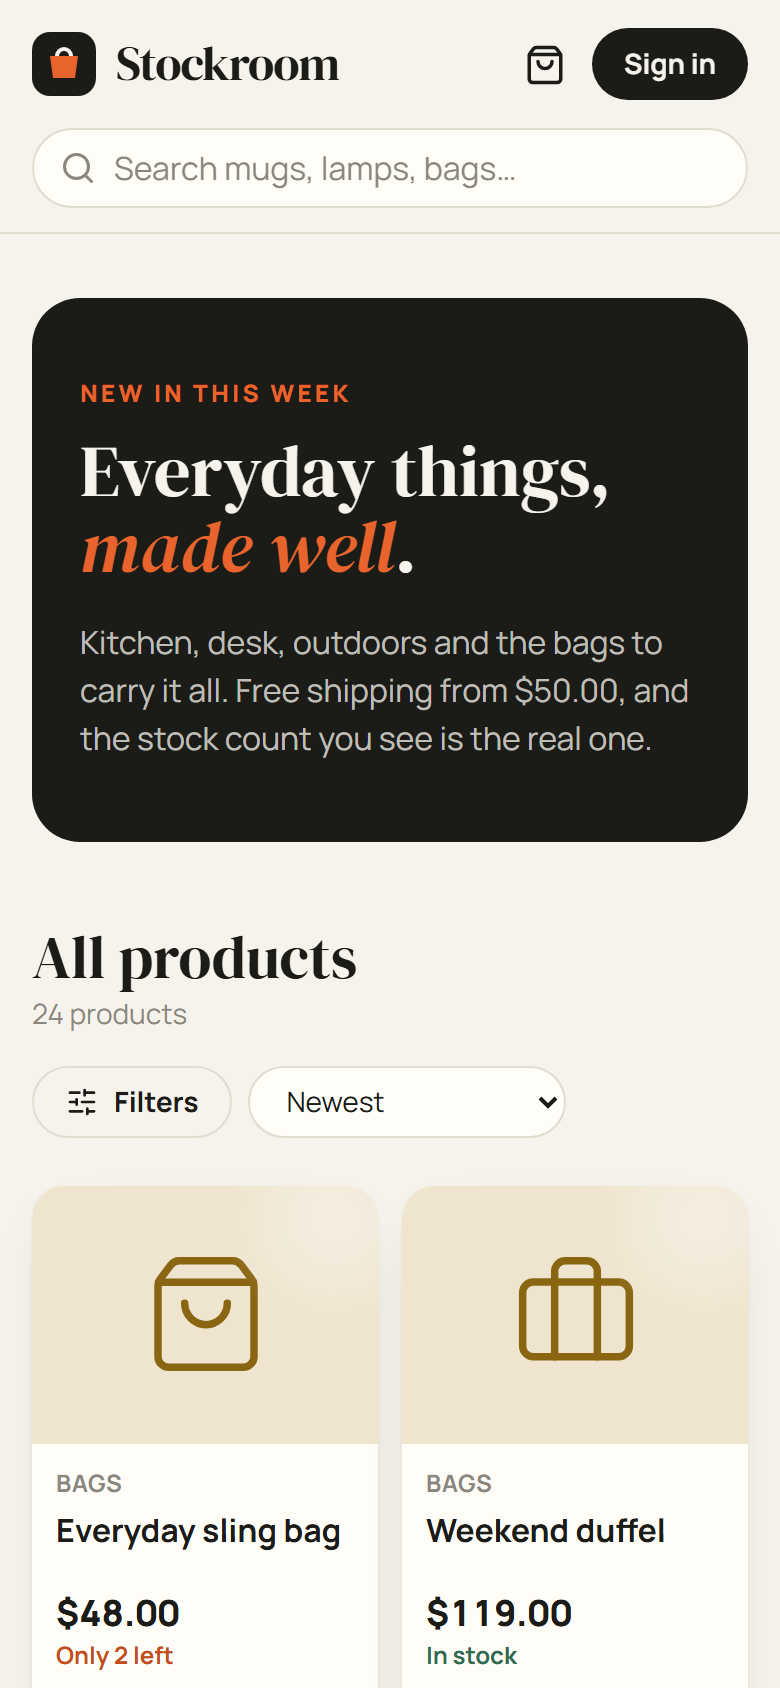 Stockroom
Sign in
Search mugs, lamps, bags...
NEW IN THIS WEEK
Everyday things,
made well.
Kitchen, desk, outdoors and the bags to
carry it all. Free shipping from $50.00, and
the stock count you see is the real one.
All products
24 products
Filters
Newest
BAGS
Everyday sling bag
$48.00
Only 2 left
BAGS
Weekend duffel
$119.00
In stock